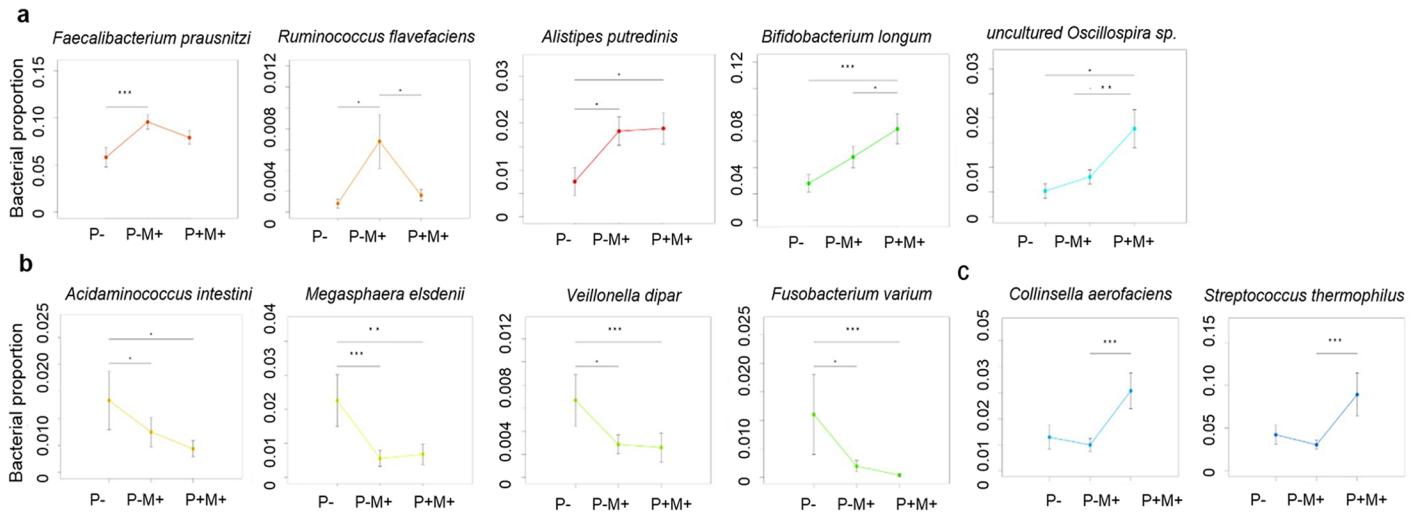 a
Faecalibacterium prausnitzi
Ruminococcus flavefaciens
Alistipes putredinis
Bifidobacterium longum
uncultured Oscillospira sp.
Bacterial proportion
0 0.05 0.10 0.15
***
P- P-M+ P+M+
0 0.004 0.008 0.012
* *
P- P-M+ P+M+
0 0.01 0.02 0.03
* *
P- P-M+ P+M+
0 0.04 0.08 0.12
*** *
P- P-M+ P+M+
0 0.01 0.02 0.03
* **
P- P-M+ P+M+
b
Acidaminococcus intestini
Megasphaera elsdenii
Veillonella dipar
Fusobacterium varium
Bacterial proportion
0 0.010 0.020 0.025
* *
P- P-M+ P+M+
0 0.01 0.02 0.03 0.04
** ***
P- P-M+ P+M+
0 0.004 0.008 0.012
*** *
P- P-M+ P+M+
0 0.010 0.020 0.025
*** *
P- P-M+ P+M+
c
Collinsella aerofaciens
Streptococcus thermophilus
0.01 0.02 0.03 0.05
***
P- P-M+ P+M+
0 0.05 0.10 0.15
***
P- P-M+ P+M+